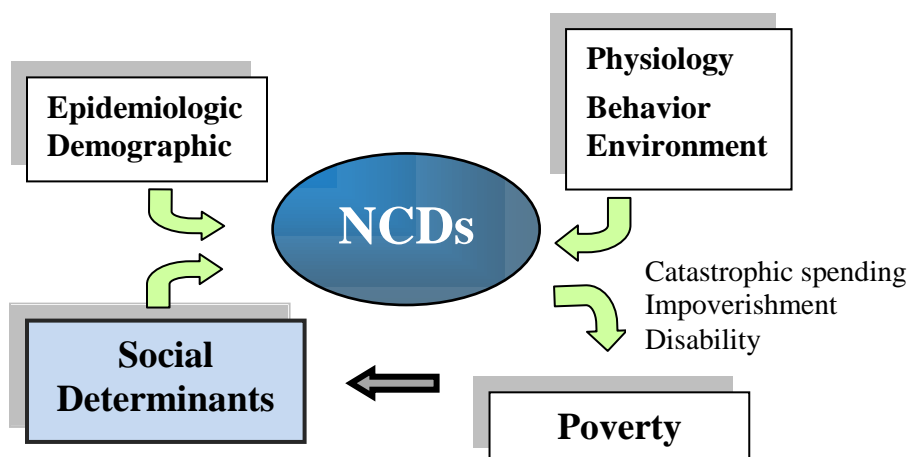 Epidemiologic
Demographic
Physiology
Behavior
Environment
NCDs
Catastrophic spending
Impoverishment
Disability
Social
Determinants
Poverty